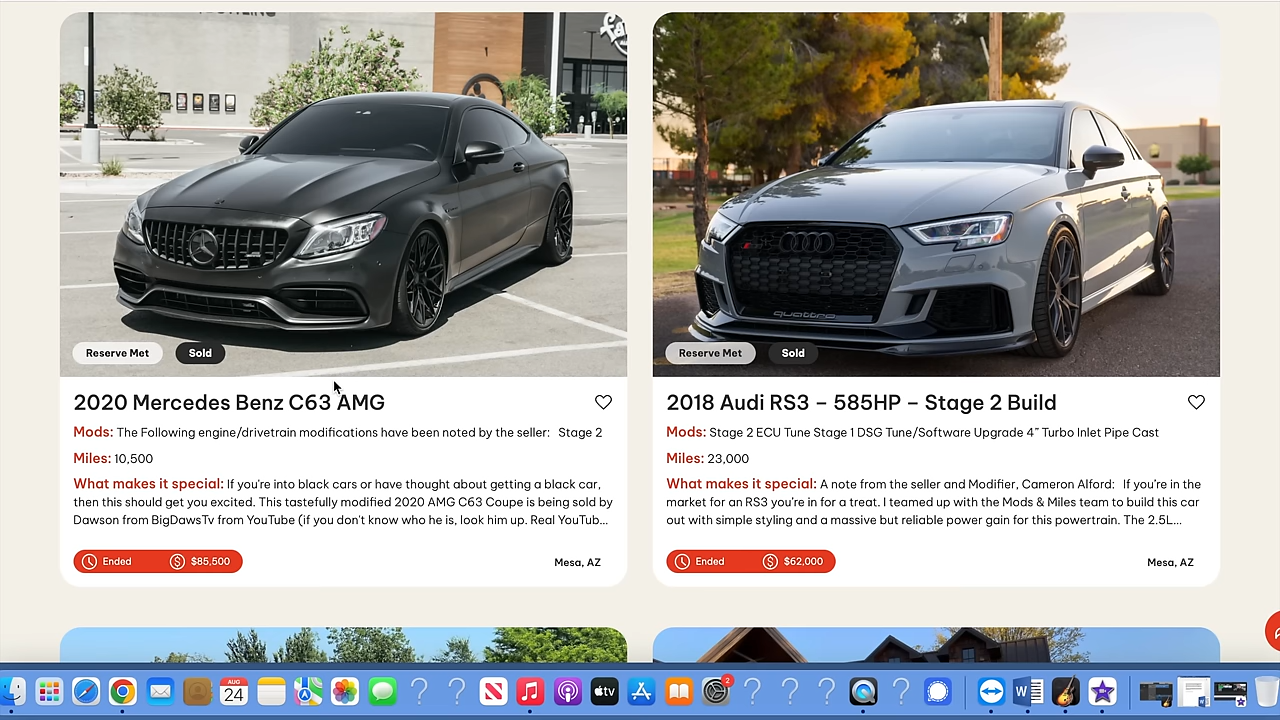 Reserve Met
Sold
2020 Mercedes Benz C63 AMG
Mods: The Following engine/drivetrain modifications have been noted by the seller: Stage 2
Miles: 10,500
What makes it special: If you're into black cars or have thought about getting a black car,
then this should get you excited. This tastefully modified 2020 AMG C63 Coupe is being sold by
Dawson from BigDawsTv from YouTube (if you don't know who he is, look him up. Real YouTub...
Ended
$85,500
Mesa, AZ
quattro
Reserve Met
Sold
2018 Audi RS3 – 585HP – Stage 2 Build
Mods: Stage 2 ECU Tune Stage 1 DSG Tune/Software Upgrade 4” Turbo Inlet Pipe Cast
Miles: 23,000
What makes it special: A note from the seller and Modifier, Cameron Alford: If you're in the
market for an RS3 you're in for a treat. I teamed up with the Mods & Miles team to build this car
out with simple styling and a massive but reliable power gain for this powertrain. The 2.5L...
Ended
$62,000
Mesa, AZ
AUG
24
tv
2